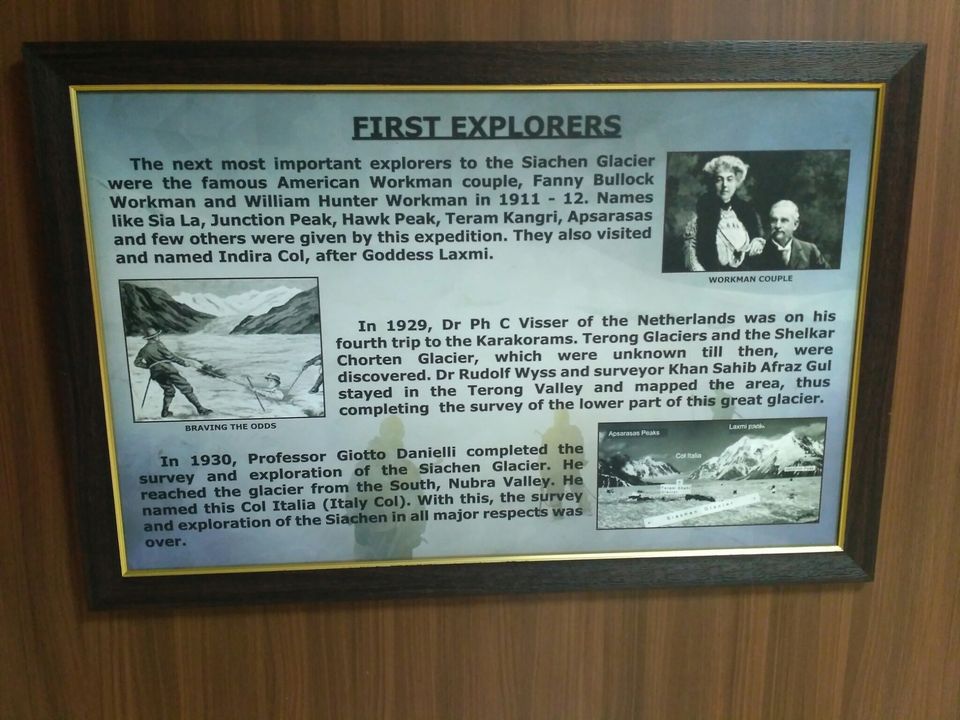 FIRST EXPLORERS
The next most important explorers to the Siachen Glacier
were the famous American Workman couple, Fanny Bullock
Workman and William Hunter Workman in 1911 - 12. Names
like Sia La, Junction Peak, Hawk Peak, Teram Kangri, Apsarasas
and few others were given by this expedition. They also visited
and named Indira Col, after Goddess Laxmi.
WORKMAN COUPLE
In 1929, Dr Ph C Visser of the Netherlands was on his
fourth trip to the Karakorams. Terong Glaciers and the Shelkar
Chorten Glacier, which were unknown till then, were
discovered. Dr Rudolf Wyss and surveyor Khan Sahib Afraz Gul
stayed in the Terong Valley and mapped the area, thus
completing the survey of the lower part of this great glacier.
BRAVING THE ODDS
In 1930, Professor Giotto Danielli completed the
survey and exploration of the Siachen Glacier. He
reached the glacier from the South, Nubra Valley. He
named this Col Italia (Italy Col). With this, the survey
and exploration of the Siachen in all major respects was
over.
Apsarasas Peaks
Laxmi
Col Italia
Siachen Glacier